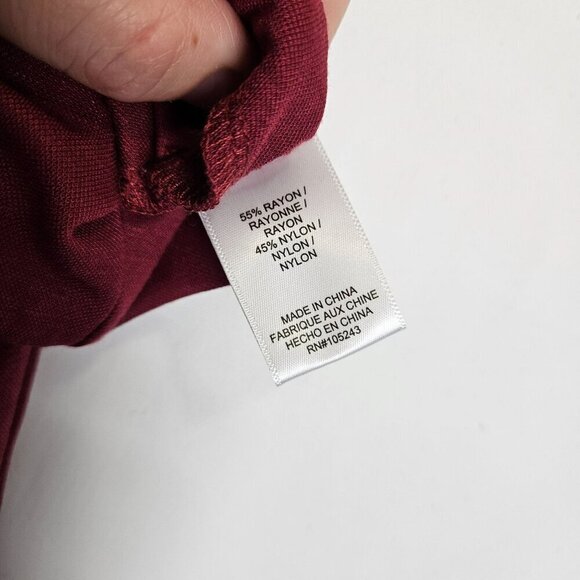 55% RAYON /
RAYONNE /
RAYON
45% NYLON /
NYLON /
NYLON
MADE IN CHINA
FABRIQUE AUX CHINE
HECHO EN CHINA
RN#105243